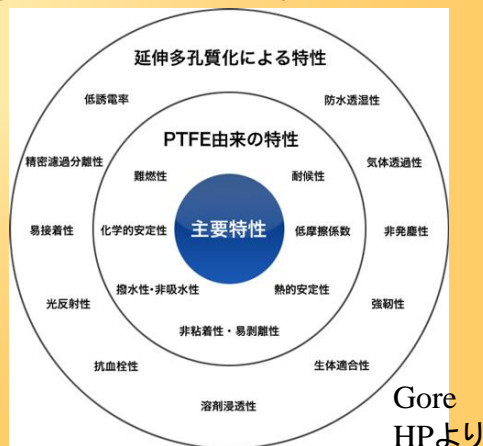 延伸多孔質化による特性
低誘電率
防水透湿性
PTFE由来の特性
精密濾過分離性
気体透過性
難燃性
耐候性
易接着性
化学的安定性
主要特性
低摩擦係数
非発塵性
撥水性・非吸水性
熱的安定性
光反射性
強靭性
非粘着性・易剥離性
抗血栓性
生体適合性
溶剤浸透性
Gore
HPより